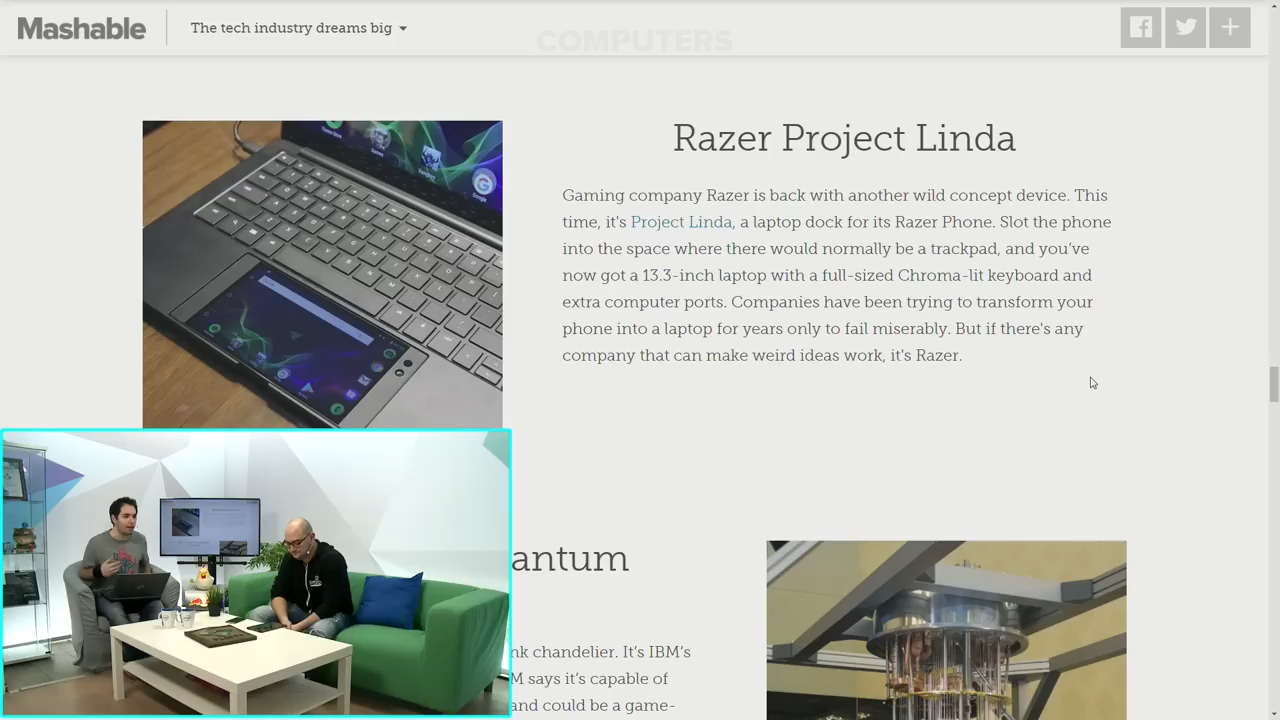 Mashable
The tech industry dreams big
COMPUTERS
Razer Project Linda
Gaming company Razer is back with another wild concept device. This
time, it's Project Linda, a laptop dock for its Razer Phone. Slot the phone
into the space where there would normally be a trackpad, and you’ve
now got a 13.3-inch laptop with a full-sized Chroma-lit keyboard and
extra computer ports. Companies have been trying to transform your
phone into a laptop for years only to fail miserably. But if there's any
company that can make weird ideas work, it's Razer.
antum
nk chandelier. It’s IBM’s
M says it’s capable of
and could be a game-